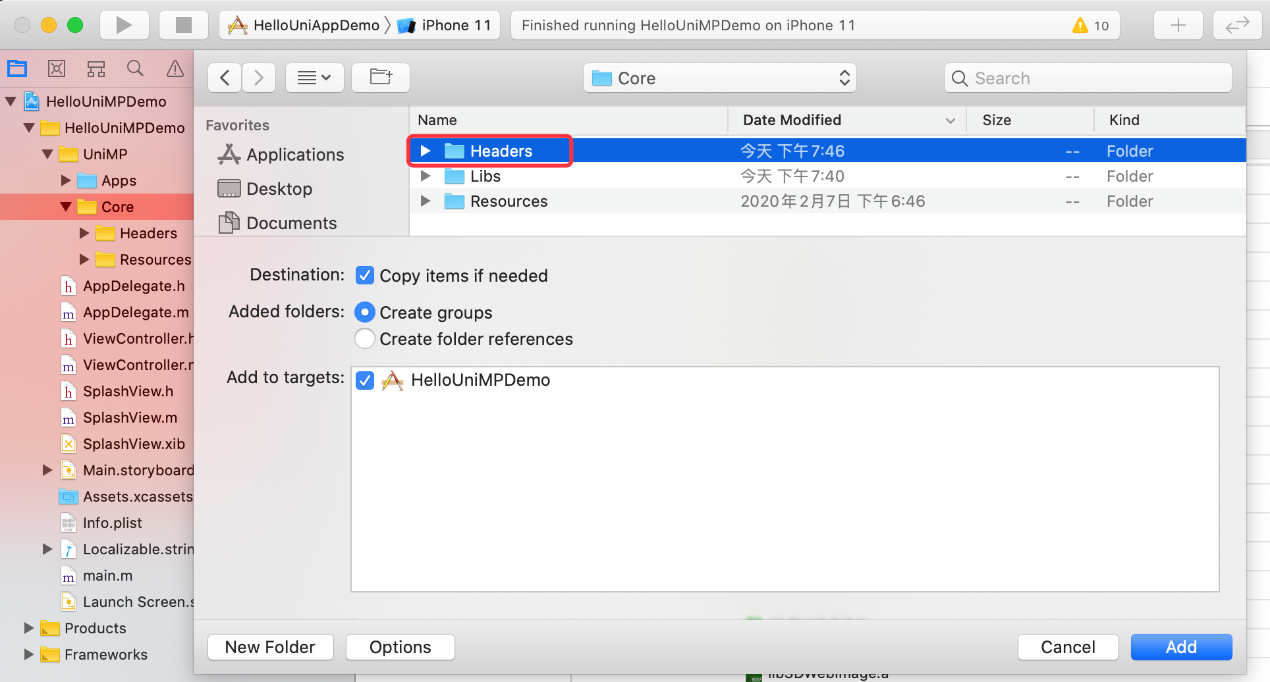 HelloUniAppDemo iPhone 11
Finished running HelloUniMPDemo on iPhone 11
10
HelloUniMPDemo
HelloUniMPDemo
UniMP
Apps
Core
Headers
Resources
AppDelegate.h
AppDelegate.m
ViewController.h
ViewController.m
SplashView.h
SplashView.m
SplashView.xib
Main.storyboard
Assets.xcassets
Info.plist
Localizable.strin
main.m
Launch Screen.s
Products
Frameworks
Core
Search
Favorites
Applications
Desktop
Documents
Name Date Modified Size Kind
Headers 今天 下午7:46 -- Folder
Libs 今天 下午7:40 -- Folder
Resources 2020年2月7日 下午6:46 -- Folder
Destination: Copy items if needed
Added folders: Create groups
Create folder references
Add to targets: HelloUniMPDemo
New Folder Options Cancel Add
libSDWebImage.a